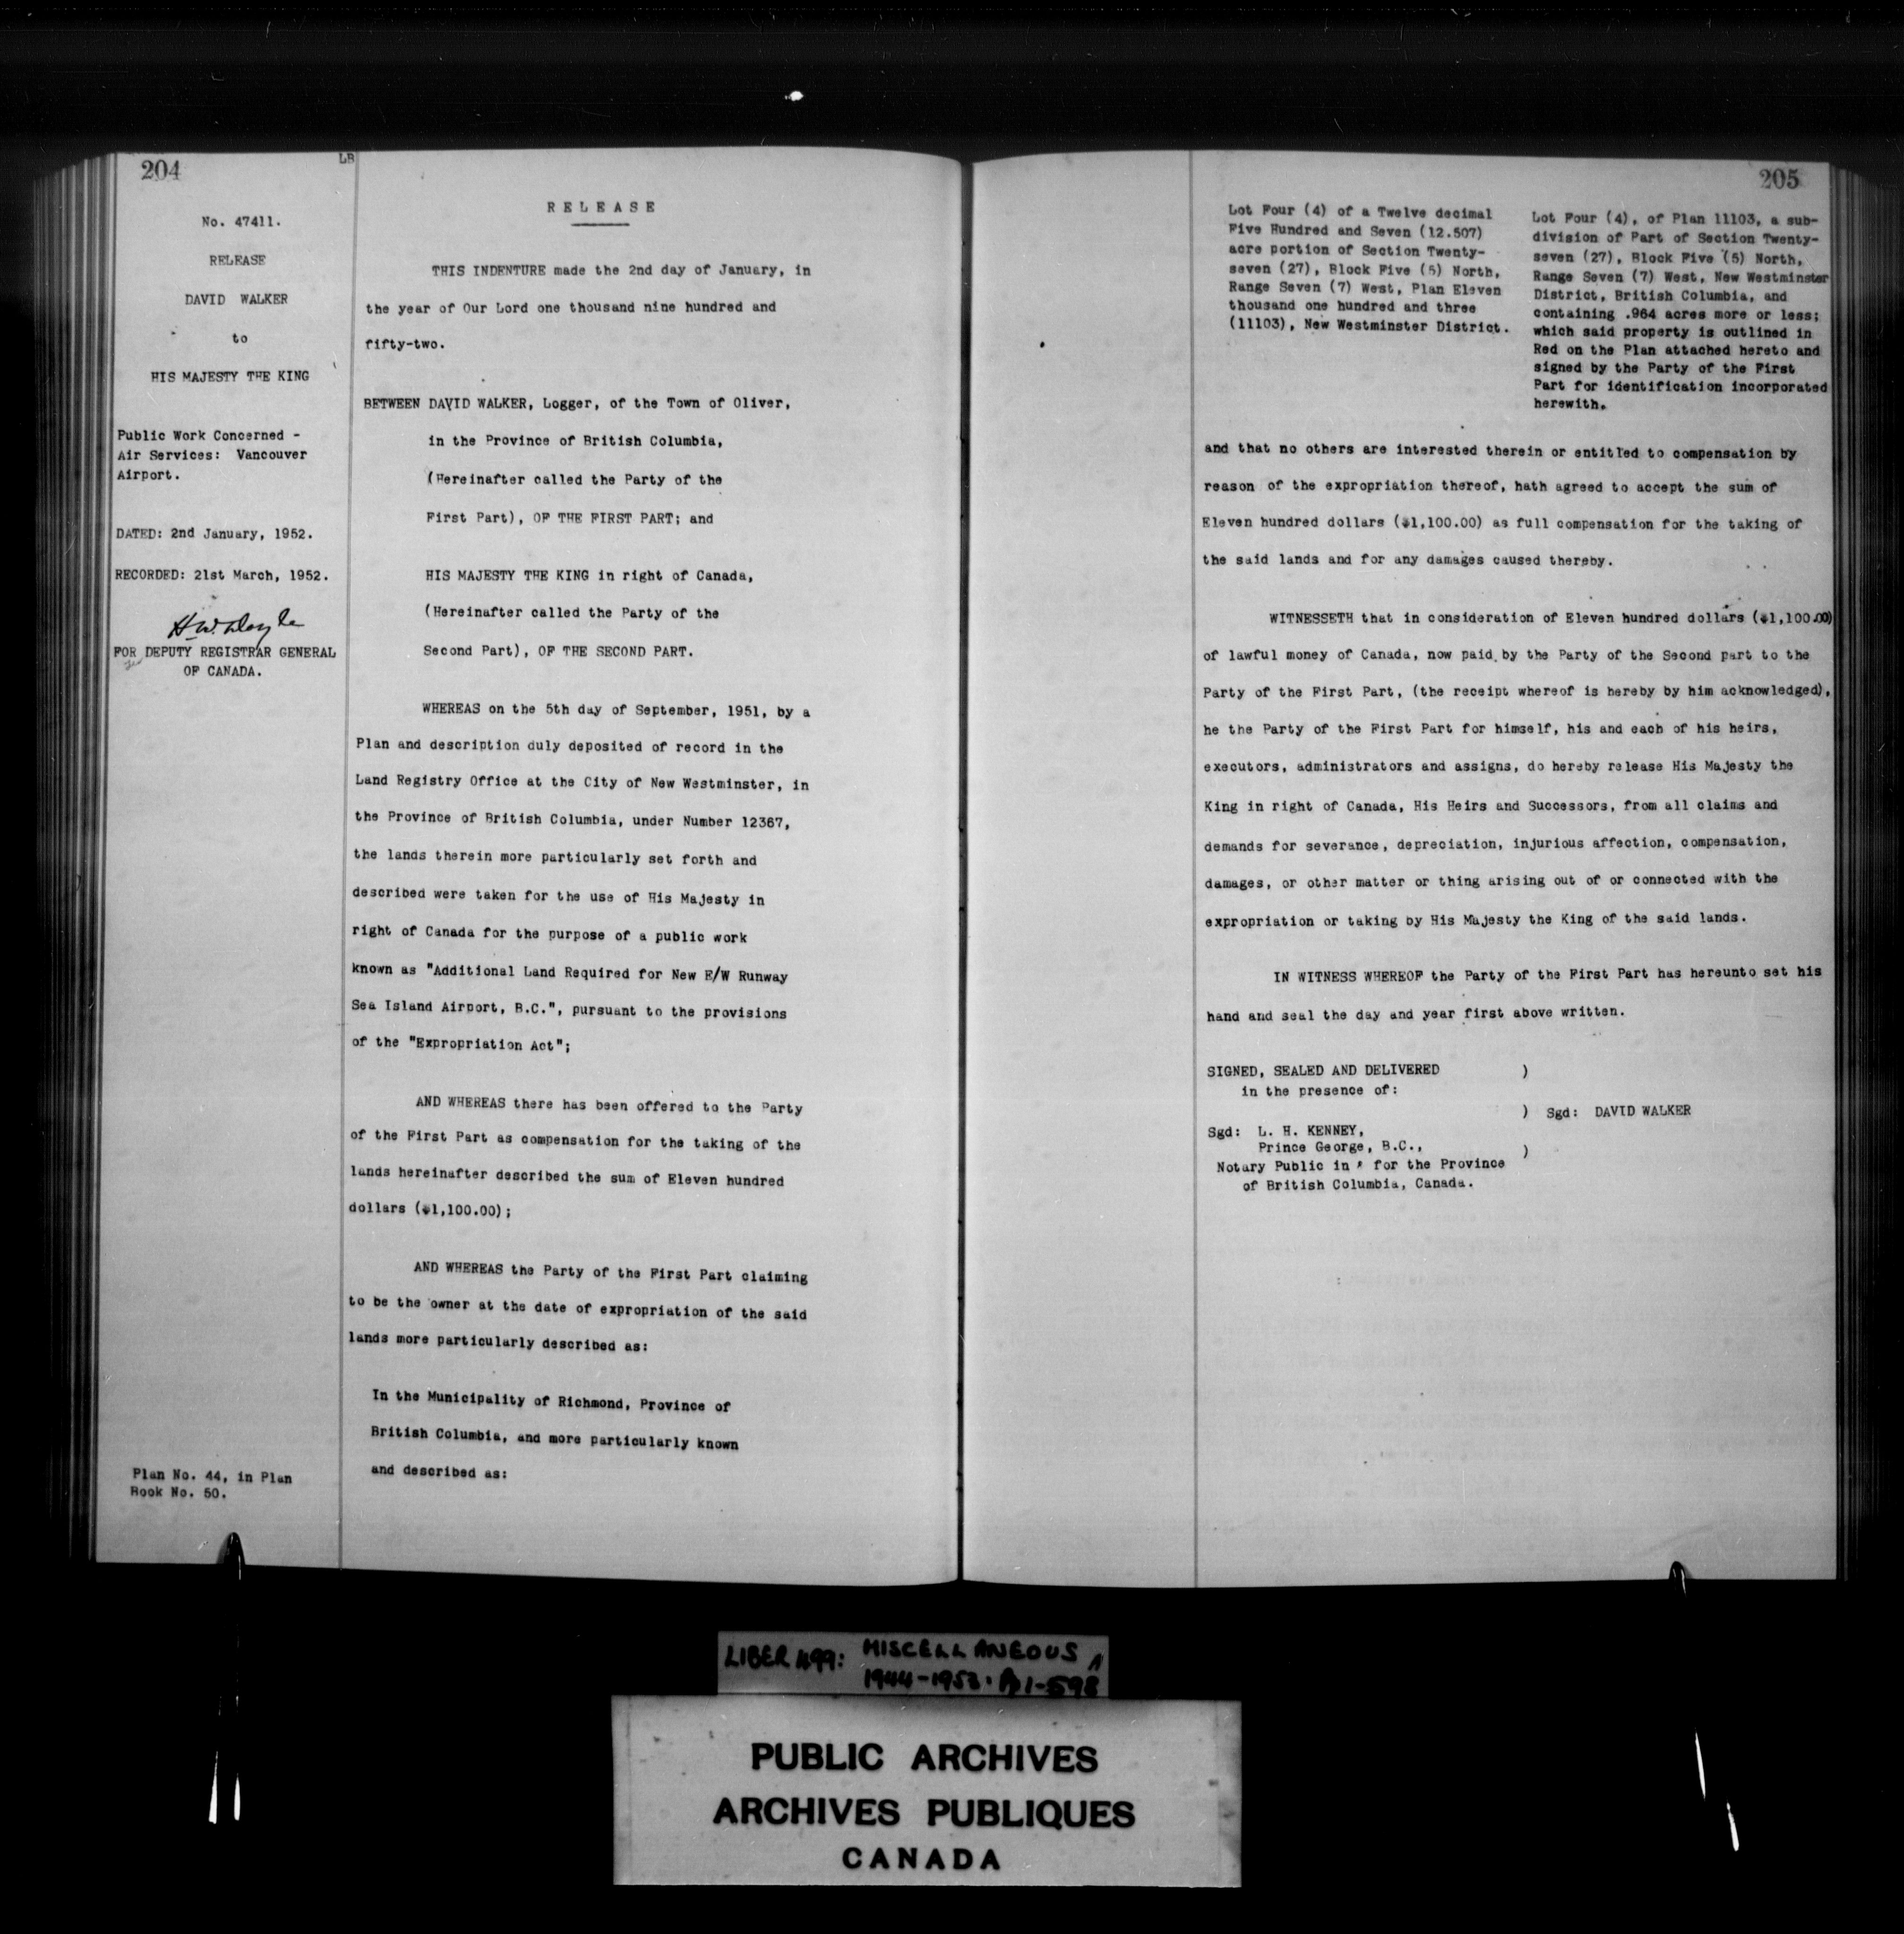 204
LB
No. 47411.
RELEASE
DAVID WALKER
to
HIS MAJESTY THE KING
Public Work Concerned -
Air Services: Vancouver
Airport.
DATED: 2nd January, 1952.
RECORDED: 21st March, 1952.
FOR DEPUTY REGISTRAR GENERAL
OF CANADA.
Plan No. 44, in Plan
Book No. 50.
RELEASE
THIS INDENTURE made the 2nd day of January, in
the year of Our Lord one thousand nine hundred and
fifty-two.
BETWEEN DAVID WALKER, Logger, of the Town of Oliver,
in the Province of British Columbia,
(Hereinafter called the Party of the
First Part), OF THE FIRST PART; and
HIS MAJESTY THE KING in right of Canada,
(Hereinafter called the Party of the
Second Part), OF THE SECOND PART.
WHEREAS on the 5th day of September, 1951, by a
Plan and description duly deposited of record in the
Land Registry Office at the City of New Westminster, in
the Province of British Columbia, under Number 12367,
the lands therein more particularly set forth and
described were taken for the use of His Majesty in
right of Canada for the purpose of a public work
known as "Additional Land Required for New E/W Runway
Sea Island Airport, B.C.", pursuant to the provisions
of the "Expropriation Act";
AND WHEREAS there has been offered to the Party
of the First Part as compensation for the taking of the
lands hereinafter described the sum of Eleven hundred
dollars ($1,100.00);
AND WHEREAS the Party of the First Part claiming
to be the owner at the date of expropriation of the said
lands more particularly described as:
In the Municipality of Richmond, Province of
British Columbia, and more particularly known
and described as:
205
Lot Four (4) of a Twelve decimal
Five Hundred and Seven (12.507)
acre portion of Section Twenty-
seven (27), Block Five (5) North,
Range Seven (7) West, Plan Eleven
thousand one hundred and three
(11103), New Westminster District.
Lot Four (4), of Plan 11103, a sub-
division of Part of Section Twenty-
seven (27), Block Five (5) North,
Range Seven (7) West, New Westminster
District, British Columbia, and
containing .964 acres more or less;
which said property is outlined in
Red on the Plan attached hereto and
signed by the Party of the First
Part for identification incorporated
herewith.
and that no others are interested therein or entitled to compensation by
reason of the expropriation thereof, hath agreed to accept the sum of
Eleven hundred dollars ($1,100.00) as full compensation for the taking of
the said lands and for any damages caused thereby.
WITNESSETH that in consideration of Eleven hundred dollars ($1,100.00)
of lawful money of Canada, now paid by the Party of the Second part to the
Party of the First Part, (the receipt whereof is hereby by him acknowledged),
he the Party of the First Part for himself, his and each of his heirs,
executors, administrators and assigns, do hereby release His Majesty the
King in right of Canada, His Heirs and Successors, from all claims and
demands for severance, depreciation, injurious affection, compensation,
damages, or other matter or thing arising out of or connected with the
expropriation or taking by His Majesty the King of the said lands.
IN WITNESS WHEREOF the Party of the First Part has hereunto set his
hand and seal the day and year first above written.
SIGNED, SEALED AND DELIVERED )
in the presence of:
) Sgd: DAVID WALKER
Sgd: L. H. KENNEY,
Prince George, B.C., )
Notary Public in for the Province
of British Columbia, Canada.
LIBER 499: MISCELLANEOUS
1944-1953. Pp 1-598
PUBLIC ARCHIVES
ARCHIVES PUBLIQUES
CANADA